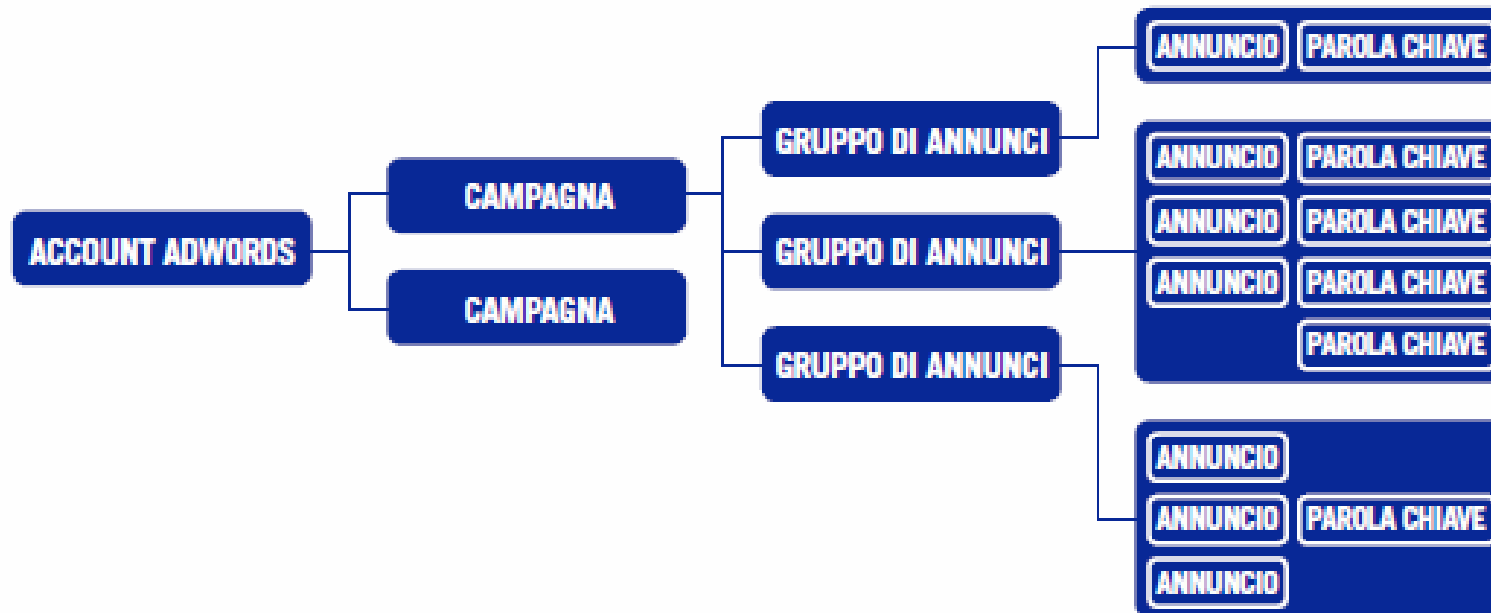 ACCOUNT ADWORDS
CAMPAGNA
CAMPAGNA
GRUPPO DI ANNUNCI
GRUPPO DI ANNUNCI
GRUPPO DI ANNUNCI
ANNUNCIO PAROLA CHIAVE
ANNUNCIO PAROLA CHIAVE
ANNUNCIO PAROLA CHIAVE
ANNUNCIO PAROLA CHIAVE
PAROLA CHIAVE
ANNUNCIO
ANNUNCIO PAROLA CHIAVE
ANNUNCIO